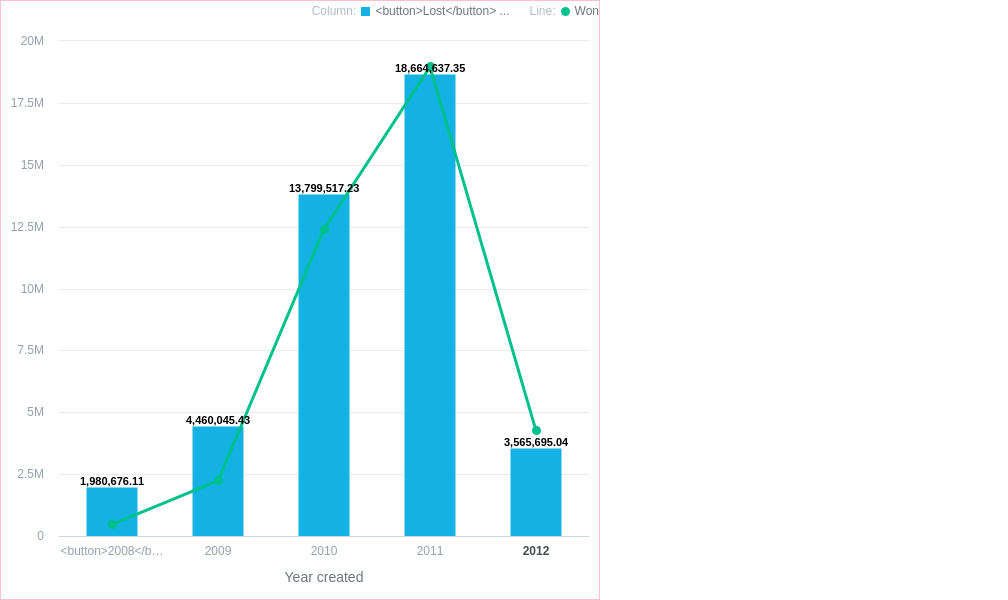 Column: <button>Lost</button> ... Line: Won
20M
17.5M
15M
12.5M
10M
7.5M
5M
2.5M
0
1,980,676.11
4,460,045.43
13,799,517.23
18,664,637.35
3,565,695.04
<button>2008</b… 2009 2010 2011 2012
Year created